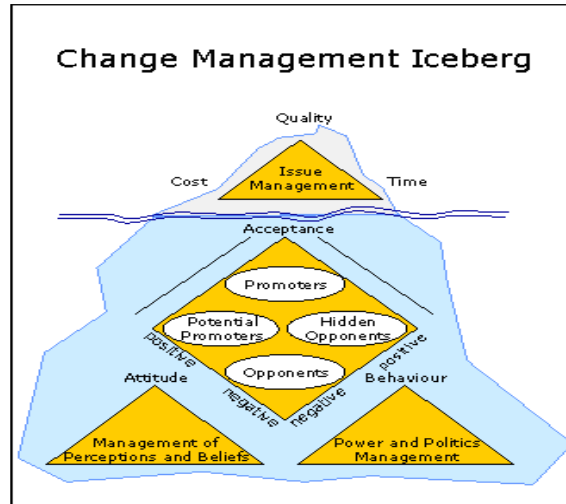 Change Management Iceberg
Quality
Cost
Issue
Management
Time
Acceptance
Promoters
Potential
Promoters
Hidden
Opponents
Opponents
positive
negative
negative
positive
Attitude
Behaviour
Management of
Perceptions and Beliefs
Power and Politics
Management